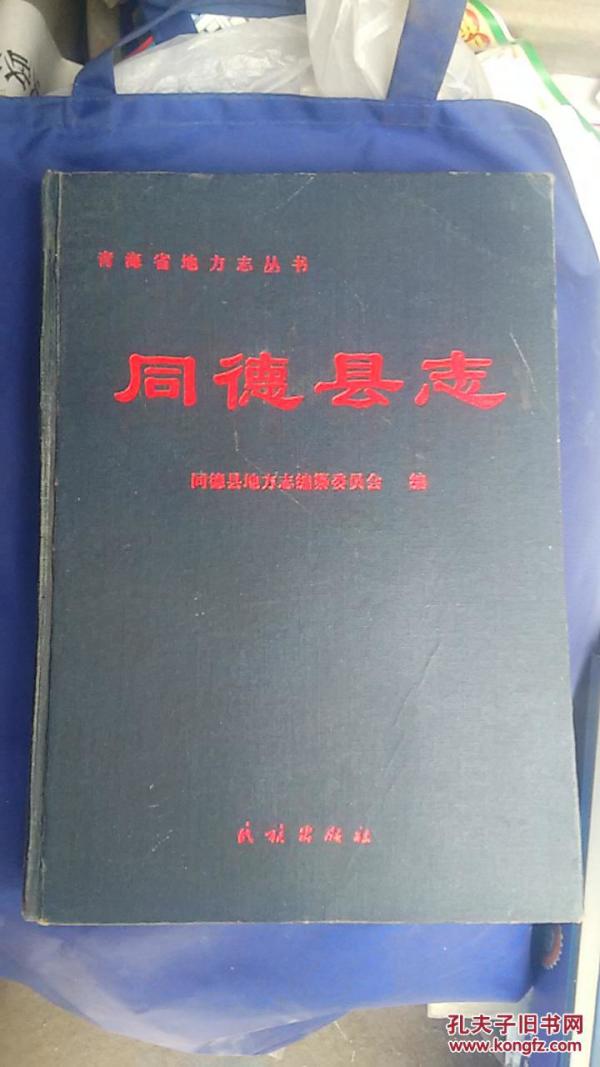 青海省地方志丛书
同德县志
同德县地方志编纂委员会 编
民族出版社
孔夫子旧书网
www.kongfz.com